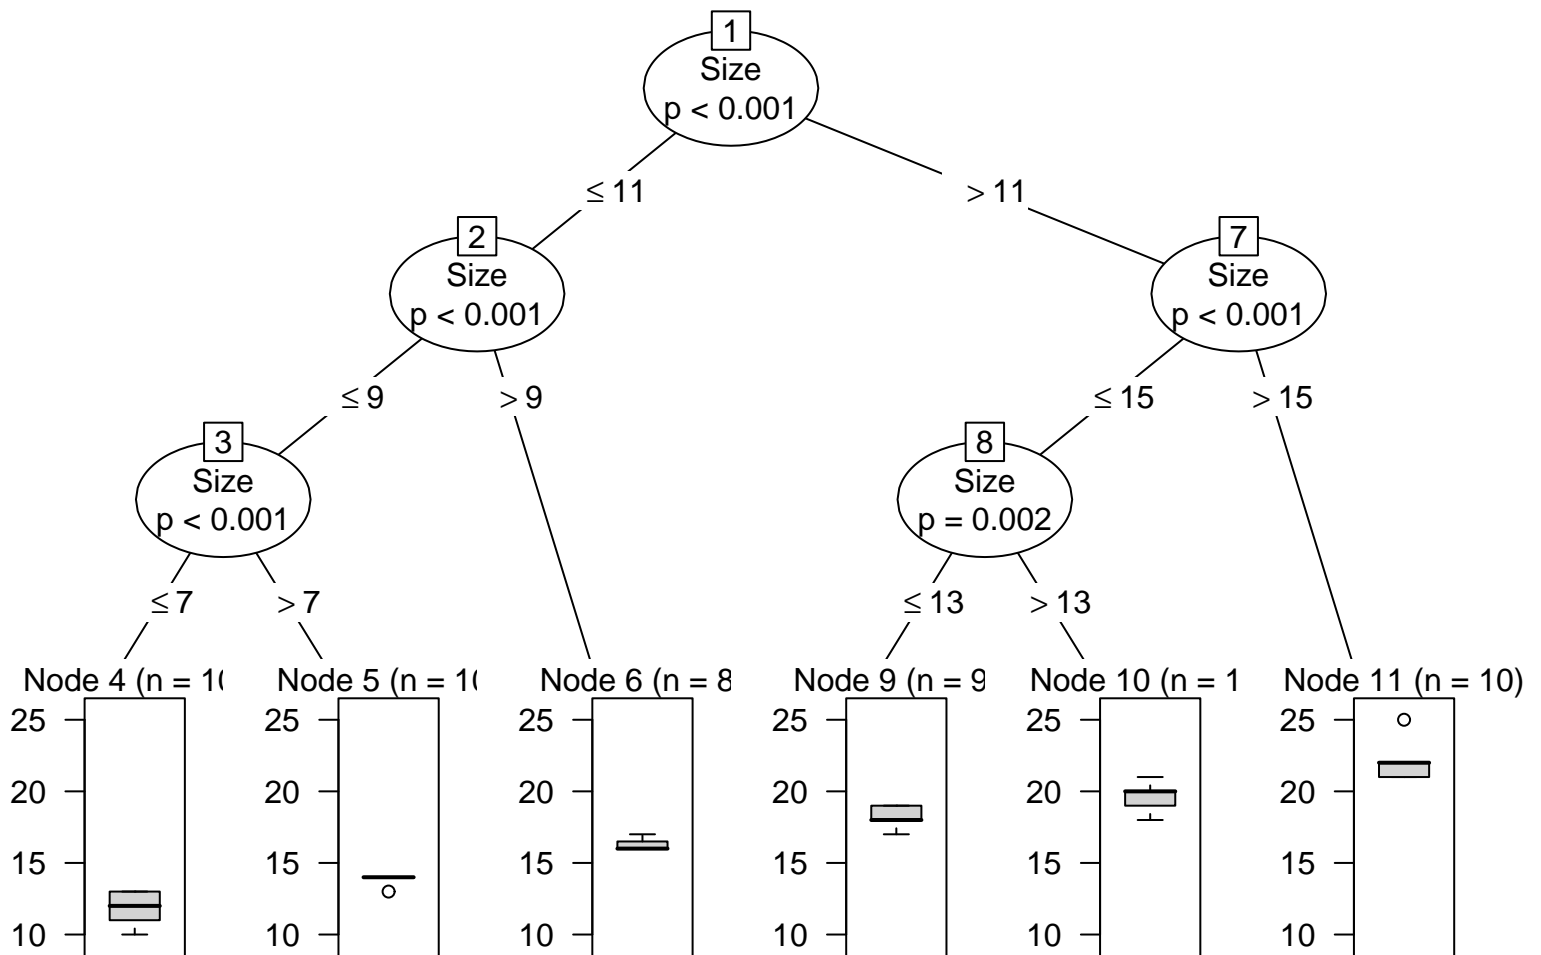 1
Size
p < 0.001
≤ 11
> 11
2
Size
p < 0.001
7
Size
p < 0.001
≤ 9
> 9
≤ 15
> 15
3
Size
p < 0.001
8
Size
p = 0.002
≤ 7
> 7
≤ 13
> 13
Node 4 (n = 10
25
20
15
10
Node 5 (n = 10
25
20
15
10
Node 6 (n = 8
25
20
15
10
Node 9 (n = 9
25
20
15
10
Node 10 (n = 1
25
20
15
10
Node 11 (n = 10)
25
20
15
10